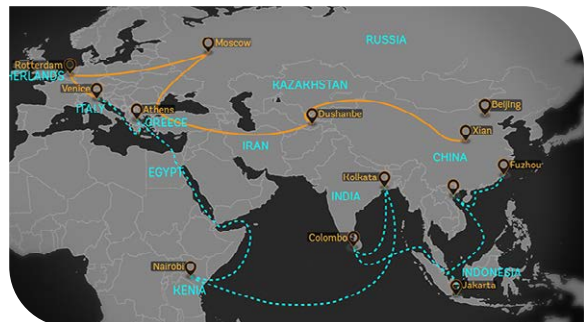 Moscow
RUSSIA
Rotterdam
HERLANDS
Venice
ITALY
KAZAKHSTAN
Athens
GREECE
Dushanbe
Beijing
Xian
IRAN
CHINA
EGYPT
Kolkata
Fuzhou
INDIA
Colombo
Nairobi
KENIA
INDONESIA
Jakarta